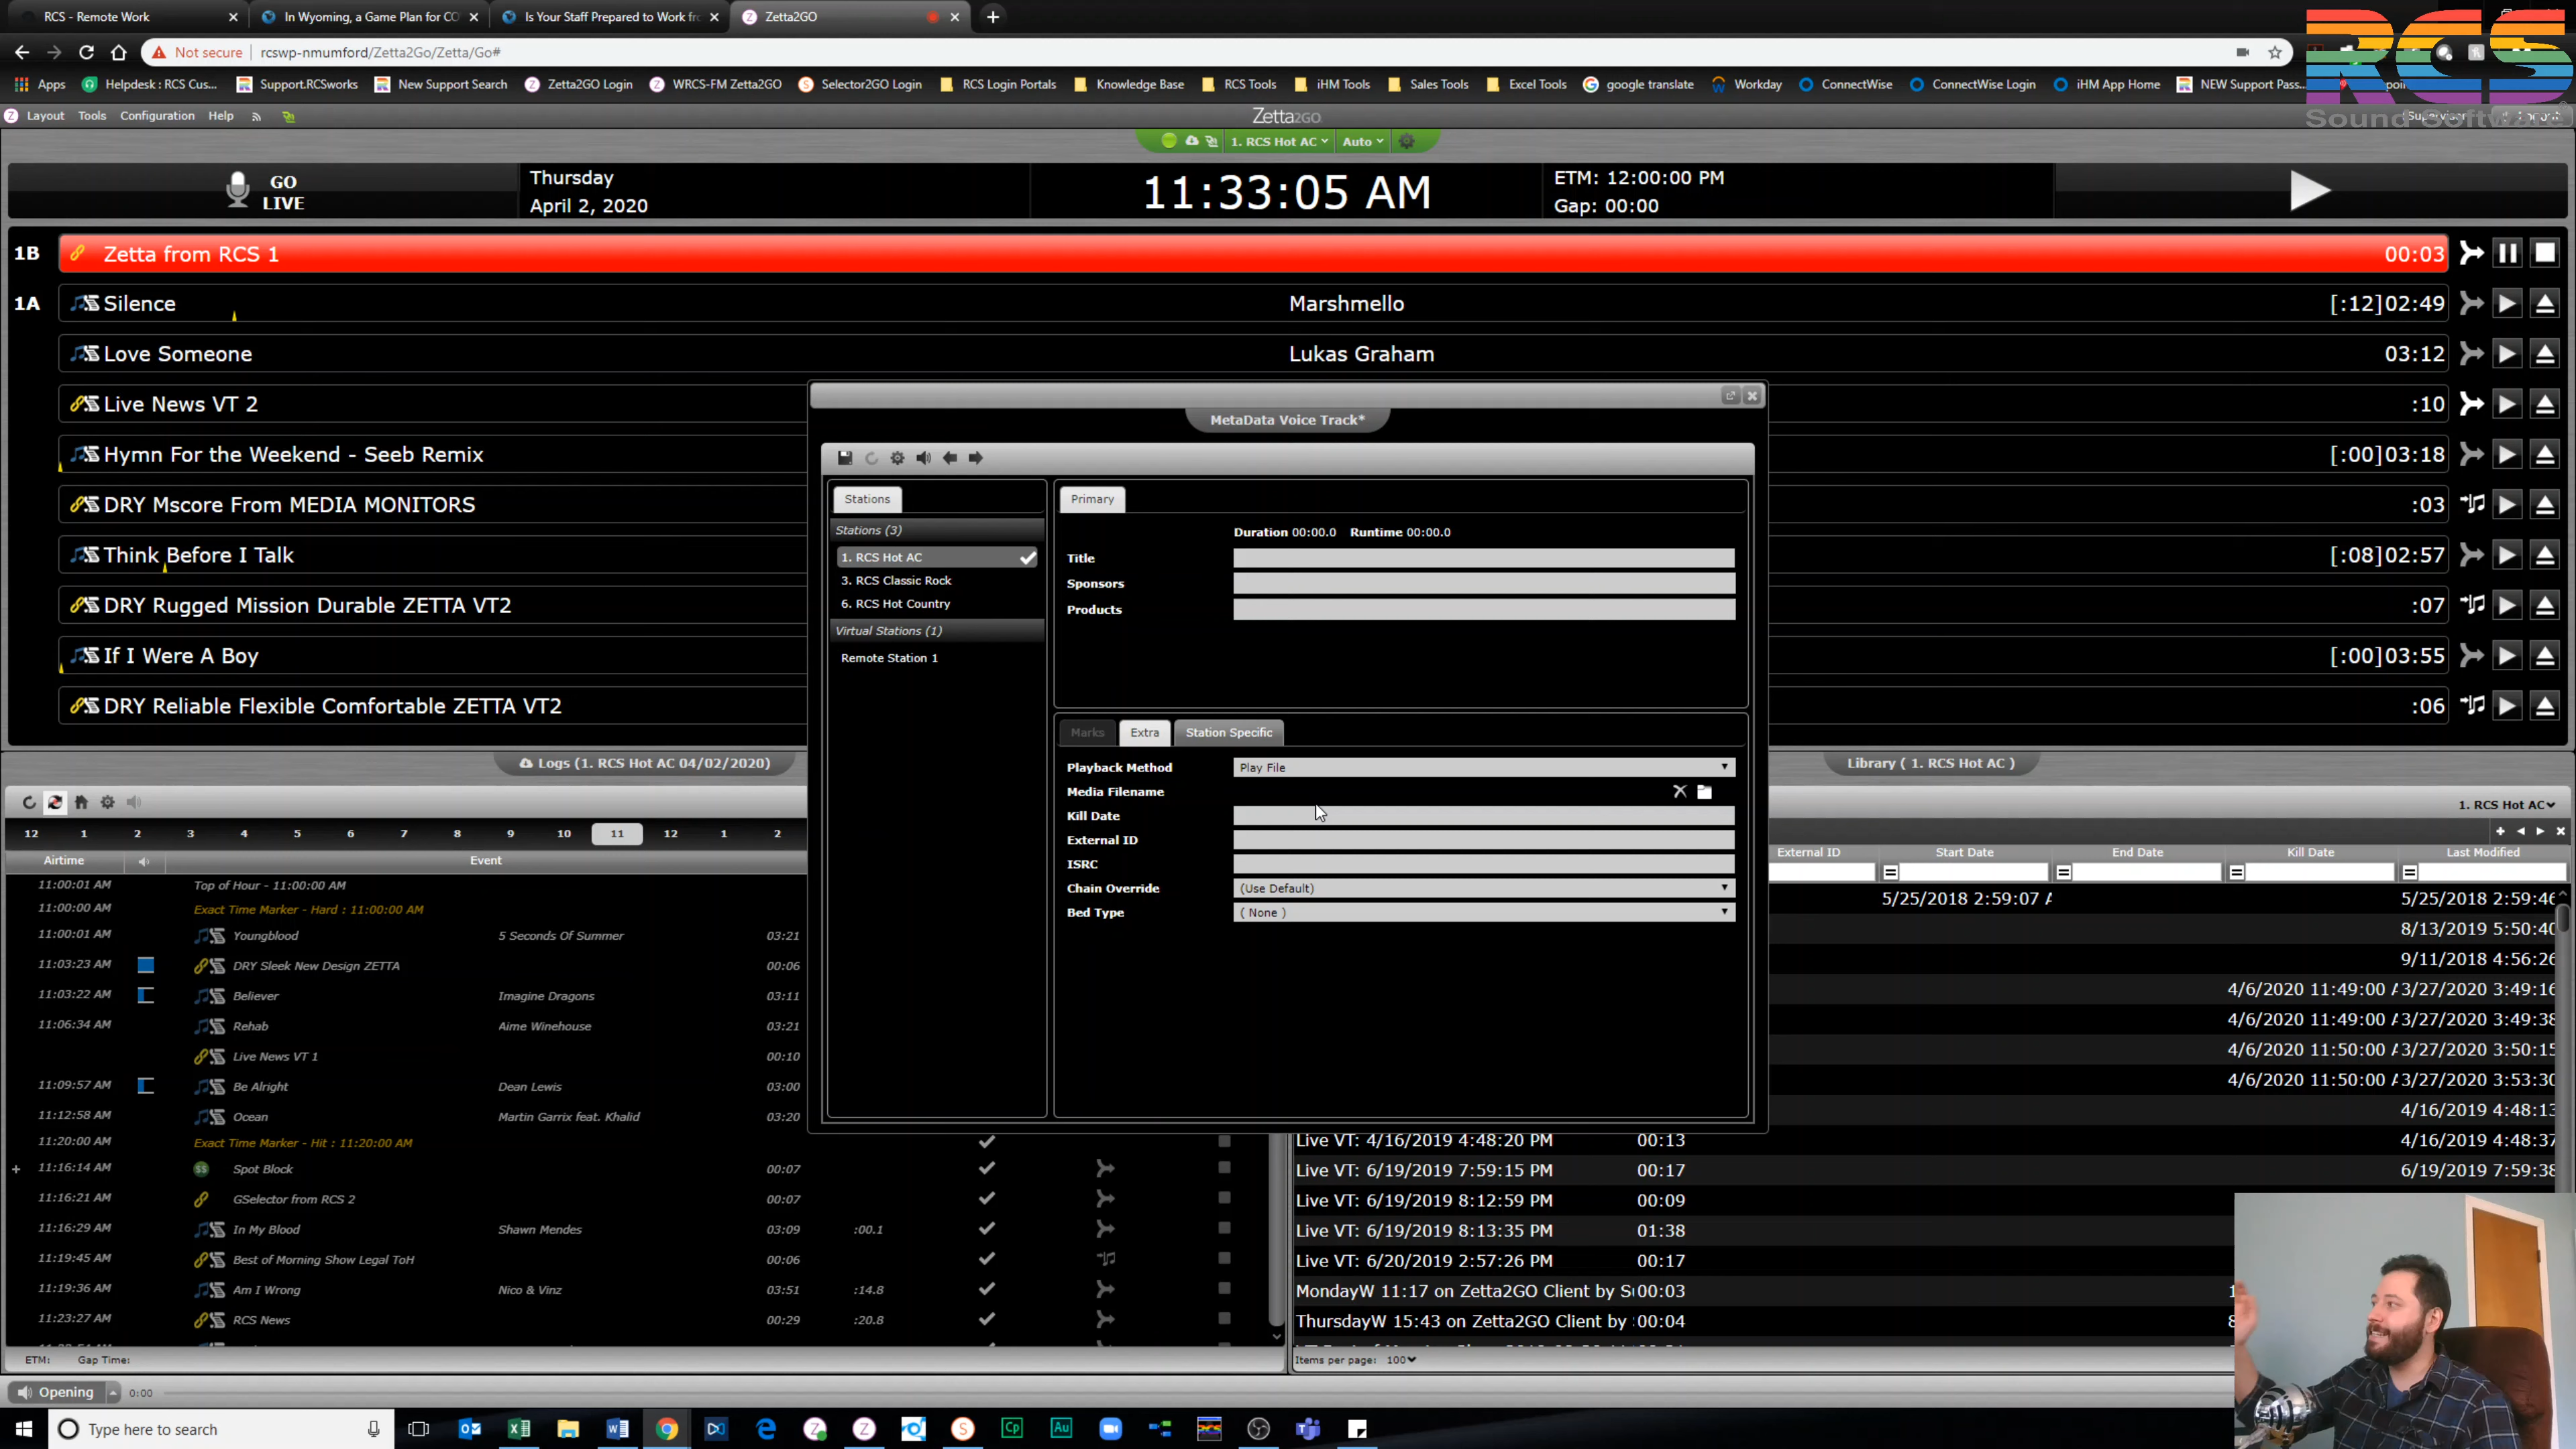 RCS - Remote Work
In Wyoming, a Game Plan for CO
Is Your Staff Prepared to Work fr
Zetta2GO
Not secure
rcswp-nmumford/Zetta2Go/Zetta/Go#
Apps
Helpdesk : RCS Cus...
Support.RCSworks
New Support Search
Zetta2GO Login
WRCS-FM Zetta2GO
Selector2GO Login
RCS Login Portals
Knowledge Base
RCS Tools
iHM Tools
Sales Tools
Excel Tools
google translate
Workday
ConnectWise
ConnectWise Login
iHM App Home
NEW Support Pass...
RCS
Sound Software
Layout Tools Configuration Help
Zetta2GO
1. RCS Hot AC
Auto
GO LIVE
Thursday
April 2, 2020
11:33:05 AM
ETM: 12:00:00 PM
Gap: 00:00
1B Zetta from RCS 1 00:03
1A Silence Marshmello [:12]02:49
Love Someone Lukas Graham 03:12
Live News VT 2 :10
Hymn For the Weekend - Seeb Remix [:00]03:18
DRY Mscore From MEDIA MONITORS :03
Think Before I Talk [:08]02:57
DRY Rugged Mission Durable ZETTA VT2 :07
If I Were A Boy [:00]03:55
DRY Reliable Flexible Comfortable ZETTA VT2 :06
MetaData Voice Track*
Stations
Stations (3)
1. RCS Hot AC
3. RCS Classic Rock
6. RCS Hot Country
Virtual Stations (1)
Remote Station 1
Primary
Duration 00:00.0 Runtime 00:00.0
Title
Sponsors
Products
Marks Extra Station Specific
Playback Method Play File
Media Filename
Kill Date
External ID
ISRC
Chain Override (Use Default)
Bed Type ( None )
Logs (1. RCS Hot AC 04/02/2020)
12 1 2 3 4 5 6 7 8 9 10 11 12 1 2
Airtime Event
11:00:01 AM Top of Hour - 11:00:00 AM
11:00:00 AM Exact Time Marker - Hard : 11:00:00 AM
11:00:01 AM Youngblood 5 Seconds Of Summer 03:21
11:03:23 AM DRY Sleek New Design ZETTA 00:06
11:03:22 AM Believer Imagine Dragons 03:11
11:06:34 AM Rehab Aime Winehouse 03:21
Live News VT 1 00:10
11:09:57 AM Be Alright Dean Lewis 03:00
11:12:58 AM Ocean Martin Garrix feat. Khalid 03:20
11:20:00 AM Exact Time Marker - Hit : 11:20:00 AM
11:16:14 AM Spot Block 00:07
11:16:21 AM GSelector from RCS 2 00:07
11:16:29 AM In My Blood Shawn Mendes 03:09 :00.1
11:19:45 AM Best of Morning Show Legal ToH 00:06
11:19:36 AM Am I Wrong Nico & Vinz 03:51 :14.8
11:23:27 AM RCS News 00:29 :20.8
ETM: Gap Time:
Library ( 1. RCS Hot AC )
1. RCS Hot AC
External ID Start Date End Date Kill Date Last Modified
5/25/2018 2:59:07 5/25/2018 2:59:46
8/13/2019 5:50:40
9/11/2018 4:56:26
4/6/2020 11:49:00 3/27/2020 3:49:16
4/6/2020 11:49:00 3/27/2020 3:49:38
4/6/2020 11:50:00 3/27/2020 3:50:15
4/6/2020 11:50:00 3/27/2020 3:53:30
4/16/2019 4:48:13
Live VT: 4/16/2019 4:48:20 PM 00:13 4/16/2019 4:48:37
Live VT: 6/19/2019 7:59:15 PM 00:17 6/19/2019 7:59:38
Live VT: 6/19/2019 8:12:59 PM 00:09
Live VT: 6/19/2019 8:13:35 PM 01:38
Live VT: 6/20/2019 2:57:26 PM 00:17
MondayW 11:17 on Zetta2GO Client by 00:03
ThursdayW 15:43 on Zetta2GO Client by 00:04
Items per page: 100
Opening 0:00
Type here to search